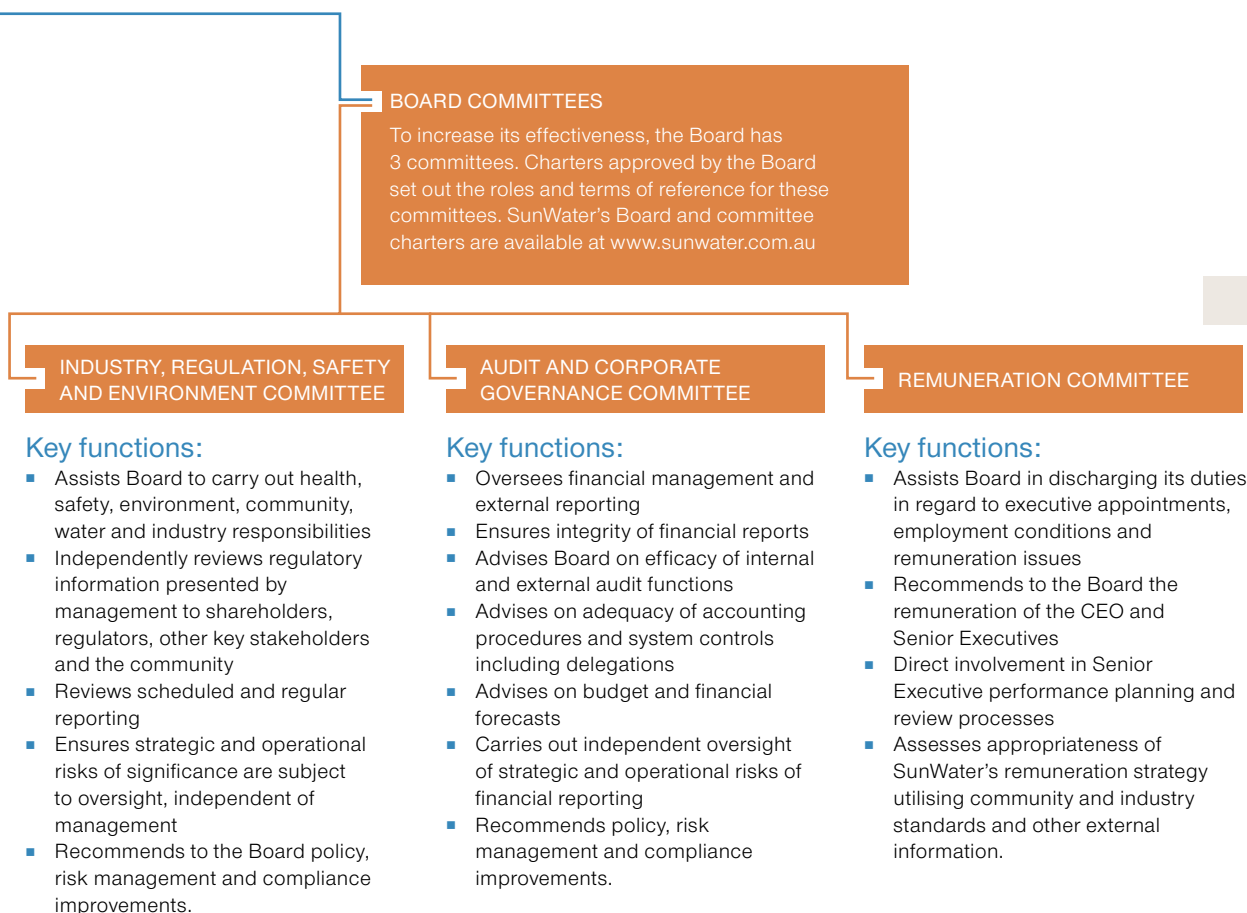 BOARD COMMITTEES
To increase its effectiveness, the Board has
3 committees. Charters approved by the Board
set out the roles and terms of reference for these
committees. SunWater's Board and committee
charters are available at www.sunwater.com.au
INDUSTRY, REGULATION, SAFETY
AND ENVIRONMENT COMMITTEE
Key functions:
▪ Assists Board to carry out health,
safety, environment, community,
water and industry responsibilities
▪ Independently reviews regulatory
information presented by
management to shareholders,
regulators, other key stakeholders
and the community
▪ Reviews scheduled and regular
reporting
▪ Ensures strategic and operational
risks of significance are subject
to oversight, independent of
management
▪ Recommends to the Board policy,
risk management and compliance
improvements.
AUDIT AND CORPORATE
GOVERNANCE COMMITTEE
Key functions:
▪ Oversees financial management and
external reporting
▪ Ensures integrity of financial reports
▪ Advises Board on efficacy of internal
and external audit functions
▪ Advises on adequacy of accounting
procedures and system controls
including delegations
▪ Advises on budget and financial
forecasts
▪ Carries out independent oversight
of strategic and operational risks of
financial reporting
▪ Recommends policy, risk
management and compliance
improvements.
REMUNERATION COMMITTEE
Key functions:
▪ Assists Board in discharging its duties
in regard to executive appointments,
employment conditions and
remuneration issues
▪ Recommends to the Board the
remuneration of the CEO and
Senior Executives
▪ Direct involvement in Senior
Executive performance planning and
review processes
▪ Assesses appropriateness of
SunWater's remuneration strategy
utilising community and industry
standards and other external
information.